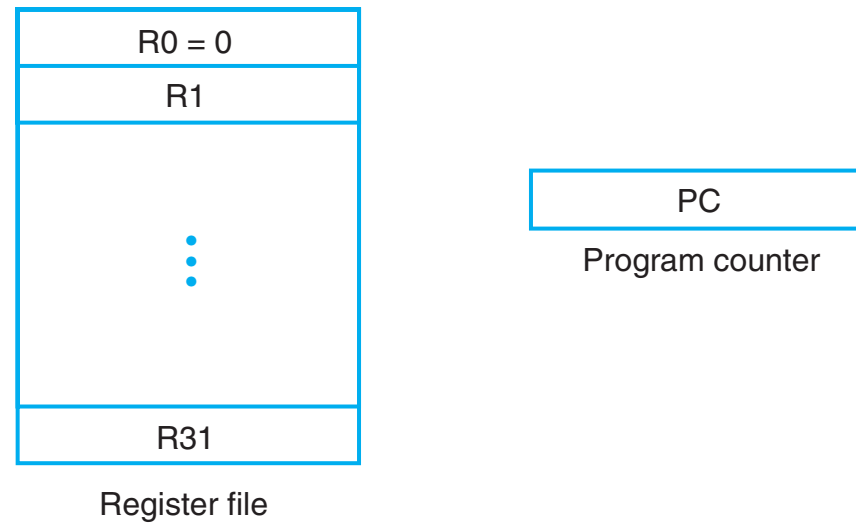 R0 = 0
R1
R31
Register file
PC
Program counter